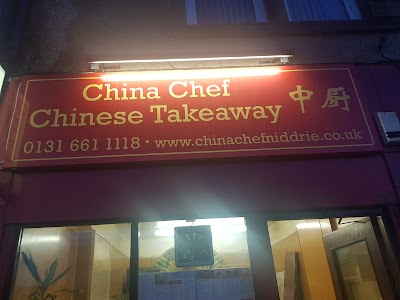 China Chef
Chinese Takeaway 中厨
0131 661 1118 * www.chinachefniddrie.co.uk